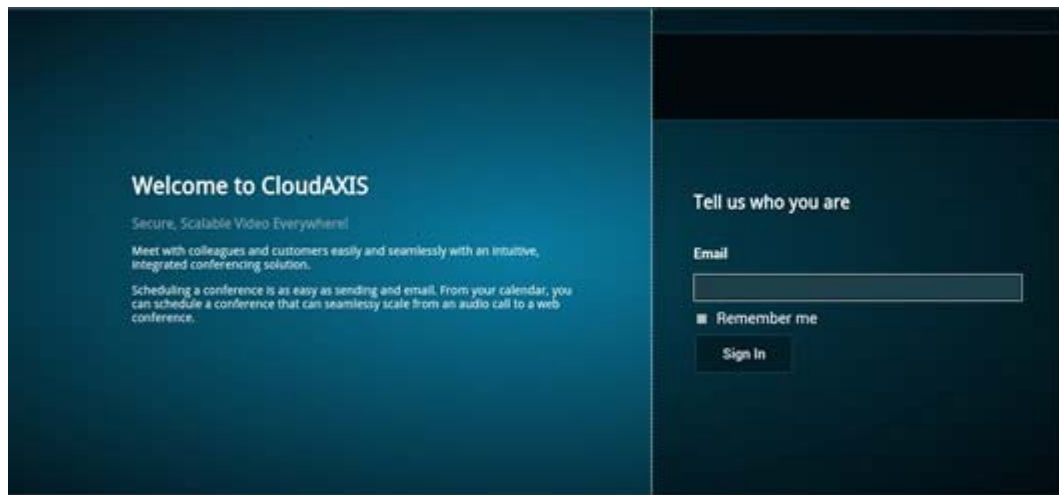 Welcome to CloudAXIS
Secure, Scalable Video Everywhere!
Meet with colleagues and customers easily and seamlessly with an intuitive,
integrated conferencing solution.
Scheduling a conference is as easy as sending and email. From your calendar, you
can schedule a conference that can seamlessy scale from an audio call to a web
conference.
Tell us who you are
Email
Remember me
Sign In